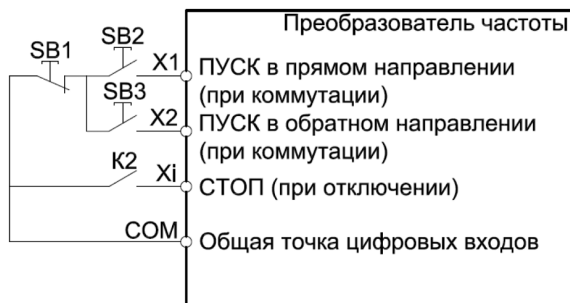 Преобразователь частоты
SB1
SB2
X1
ПУСК в прямом направлении
(при коммутации)
SB3
X2
ПУСК в обратном направлении
(при коммутации)
К2
Xi
СТОП (при отключении)
COM
Общая точка цифровых входов